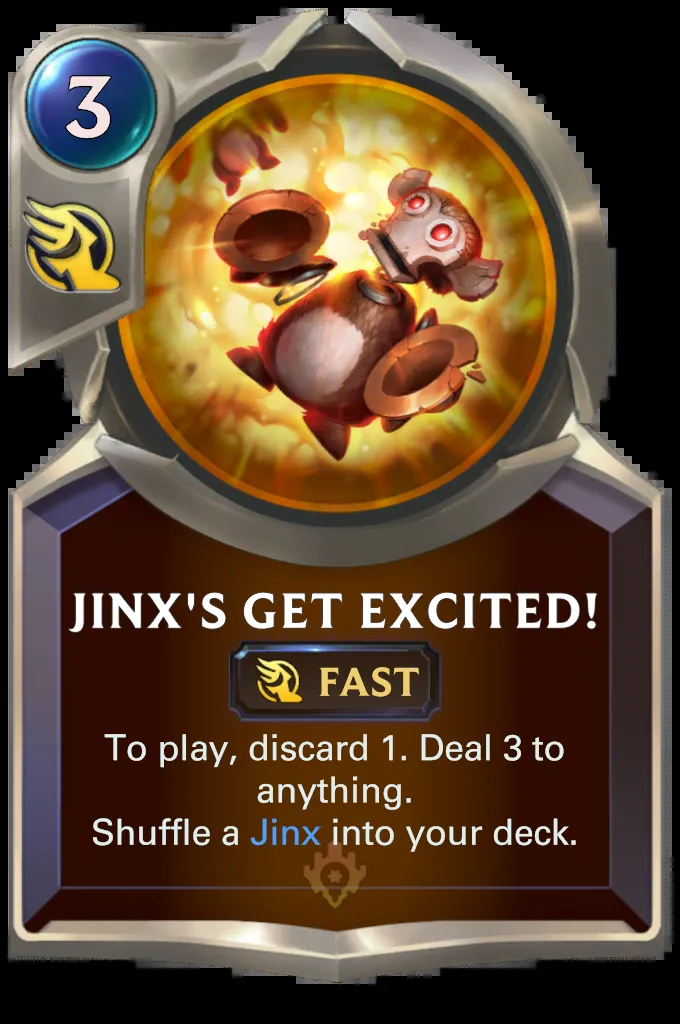 3
JINX'S GET EXCITED!
FAST
To play, discard 1. Deal 3 to
anything.
Shuffle a Jinx into your deck.